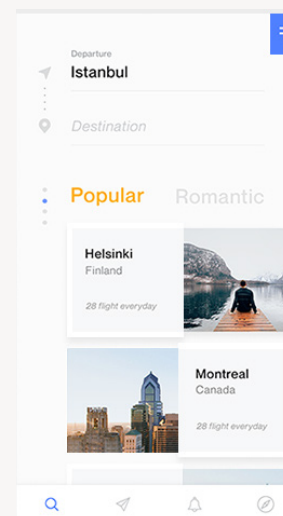 Departure
Istanbul
Destination
Popular Romantic
Helsinki
Finland
28 flight everyday
Montreal
Canada
28 flight everyday